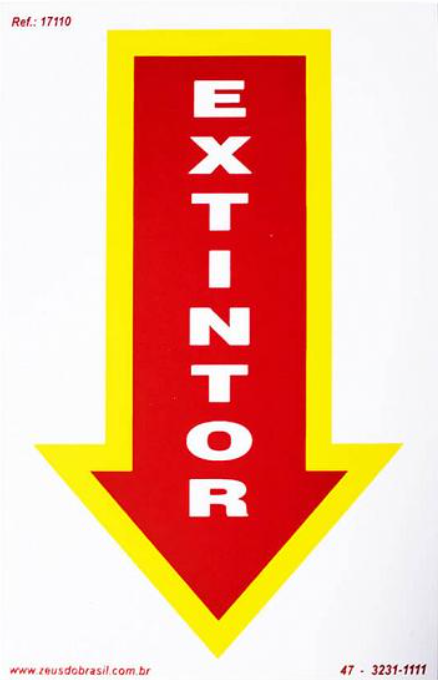 Ref.: 17110
EXTINTOR
www.zeusdobrasil.com.br
47 - 3231-1111